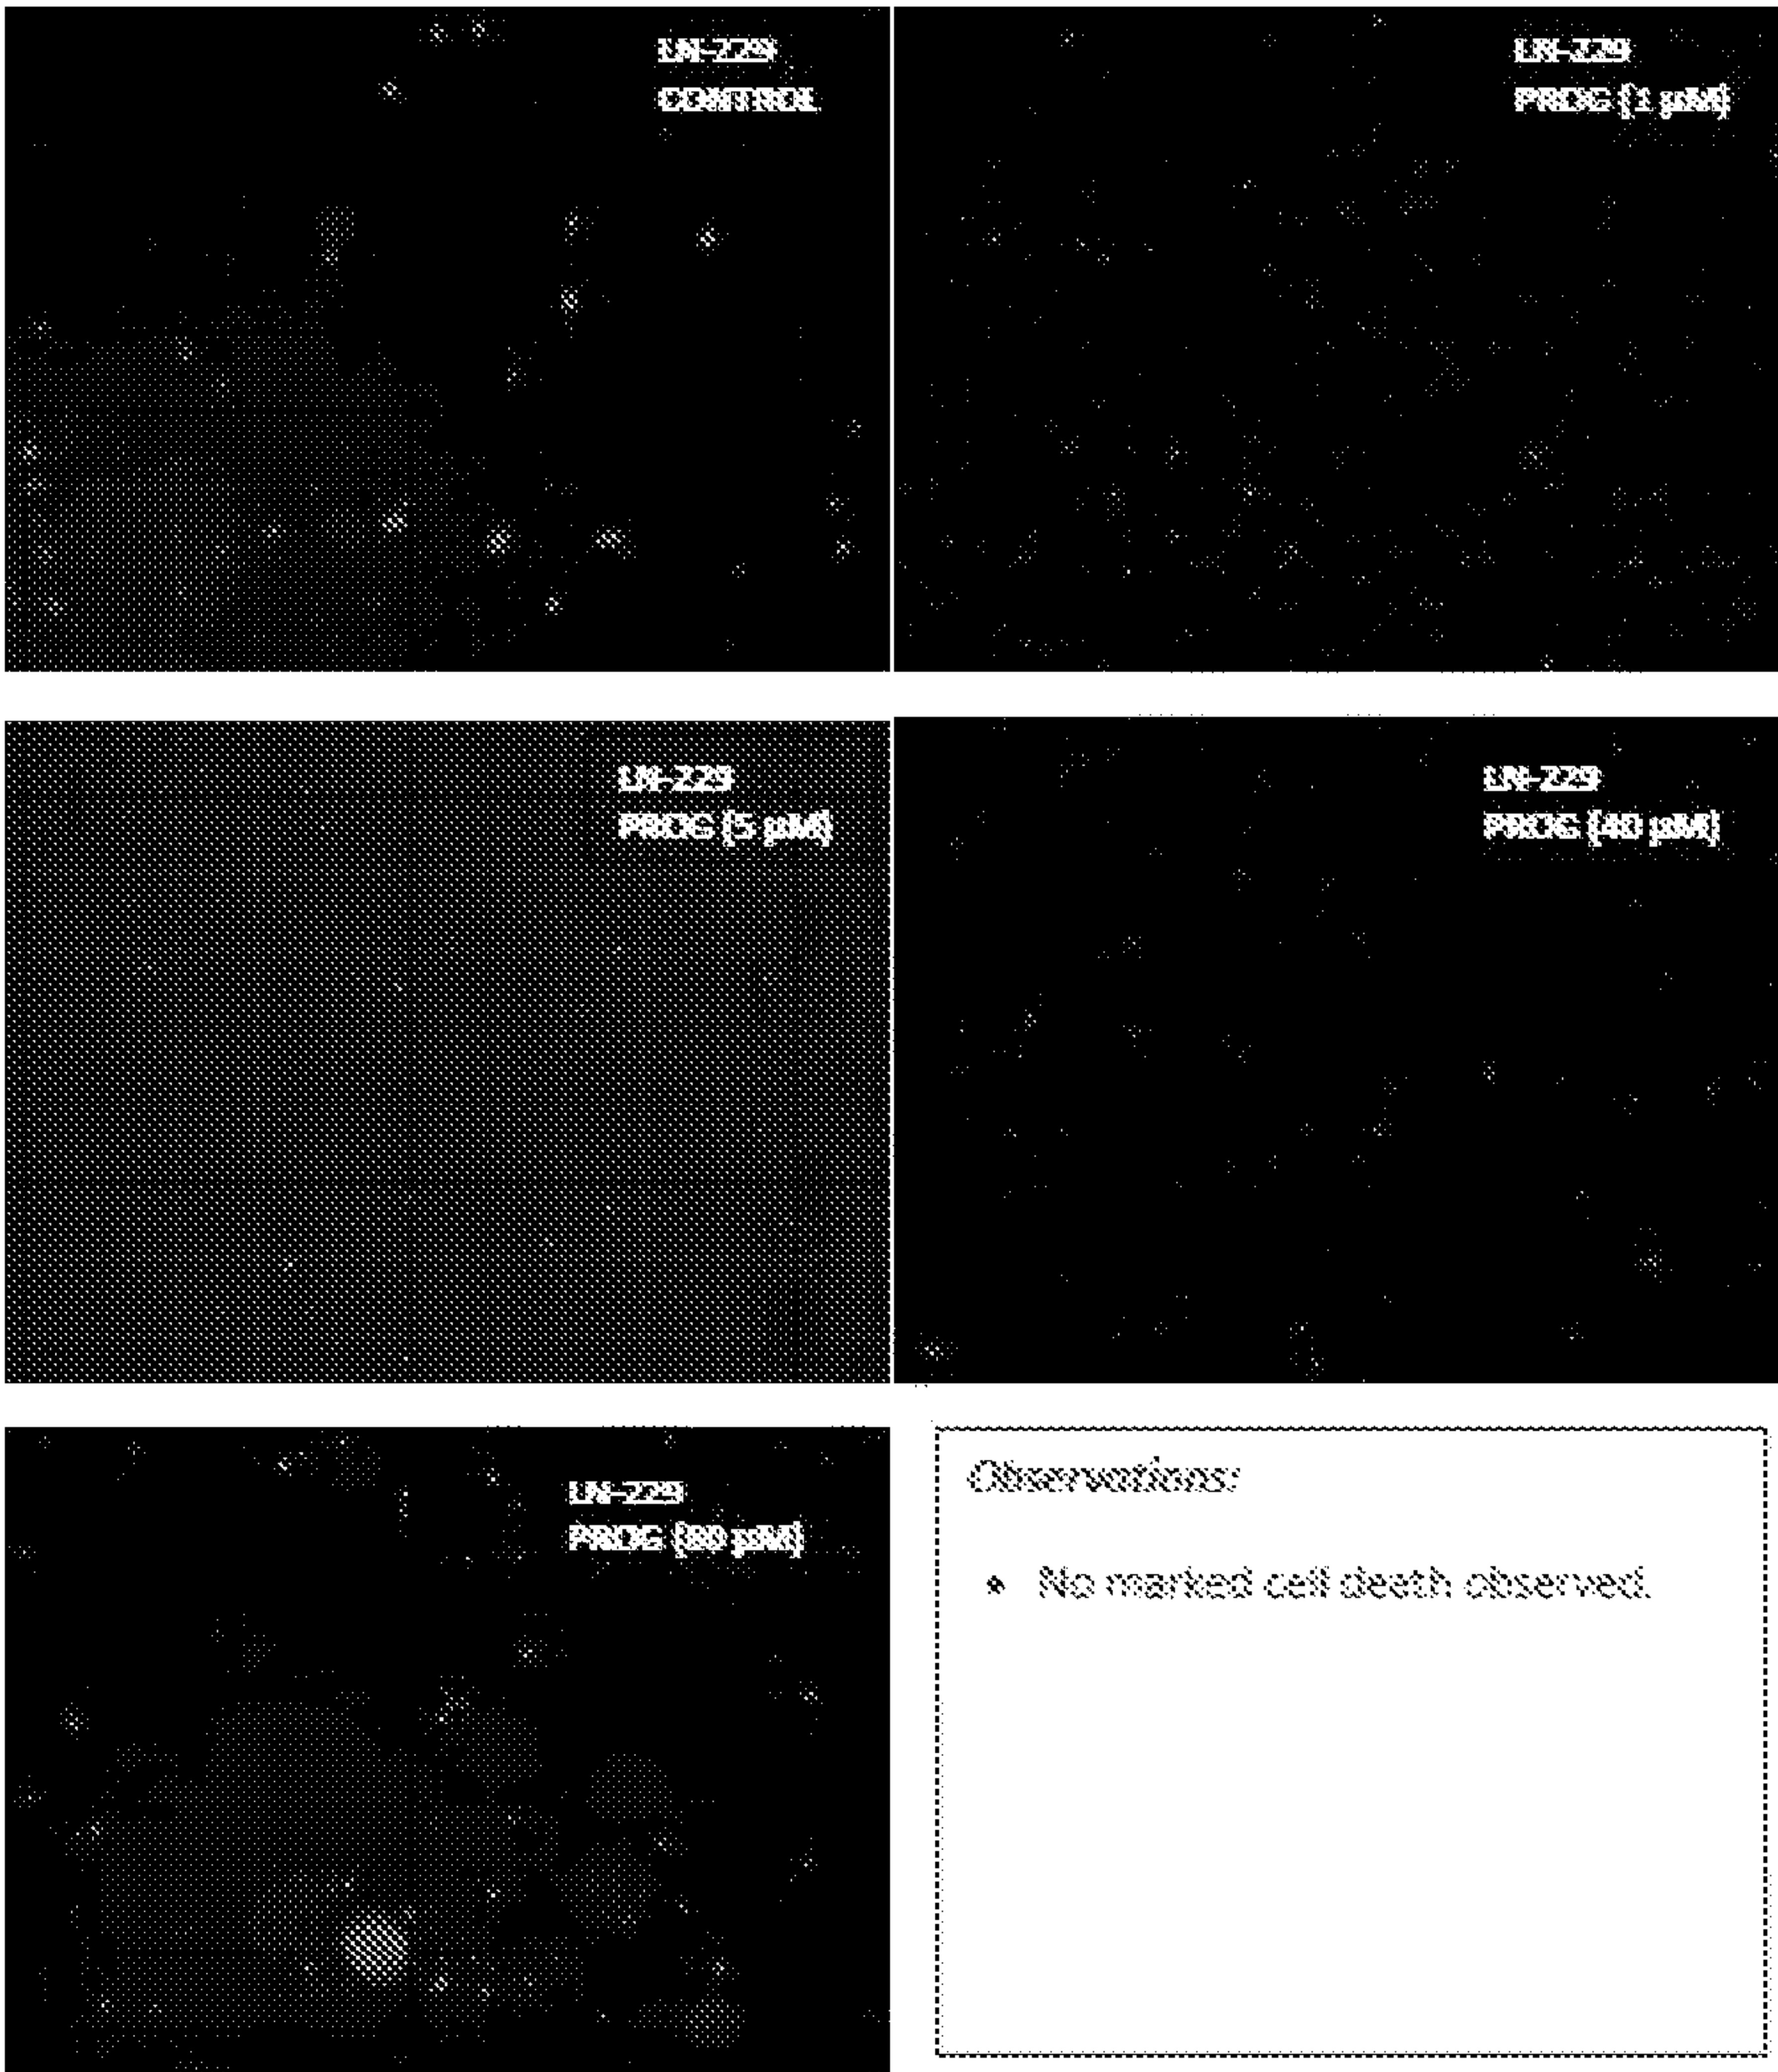 LN-229
CONTROL
LN-229
PROG (1 µM)
LN-229
PROG (5 µM)
LN-229
PROG (40 µM)
LN-229
PROG (80 µM)
Observations:
• No marked cell death observed.